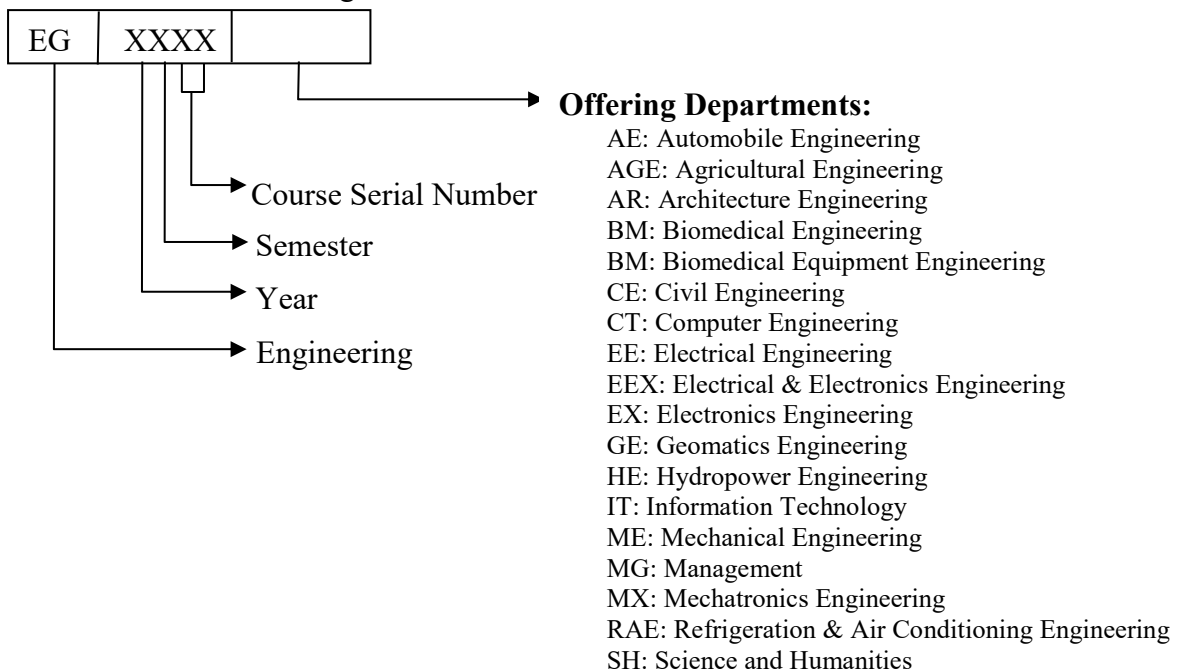 EG XXXX
Offering Departments:
AE: Automobile Engineering
AGE: Agricultural Engineering
AR: Architecture Engineering
BM: Biomedical Engineering
BM: Biomedical Equipment Engineering
CE: Civil Engineering
CT: Computer Engineering
EE: Electrical Engineering
EEX: Electrical & Electronics Engineering
EX: Electronics Engineering
GE: Geomatics Engineering
HE: Hydropower Engineering
IT: Information Technology
ME: Mechanical Engineering
MG: Management
MX: Mechatronics Engineering
RAE: Refrigeration & Air Conditioning Engineering
SH: Science and Humanities
Course Serial Number
Semester
Year
Engineering